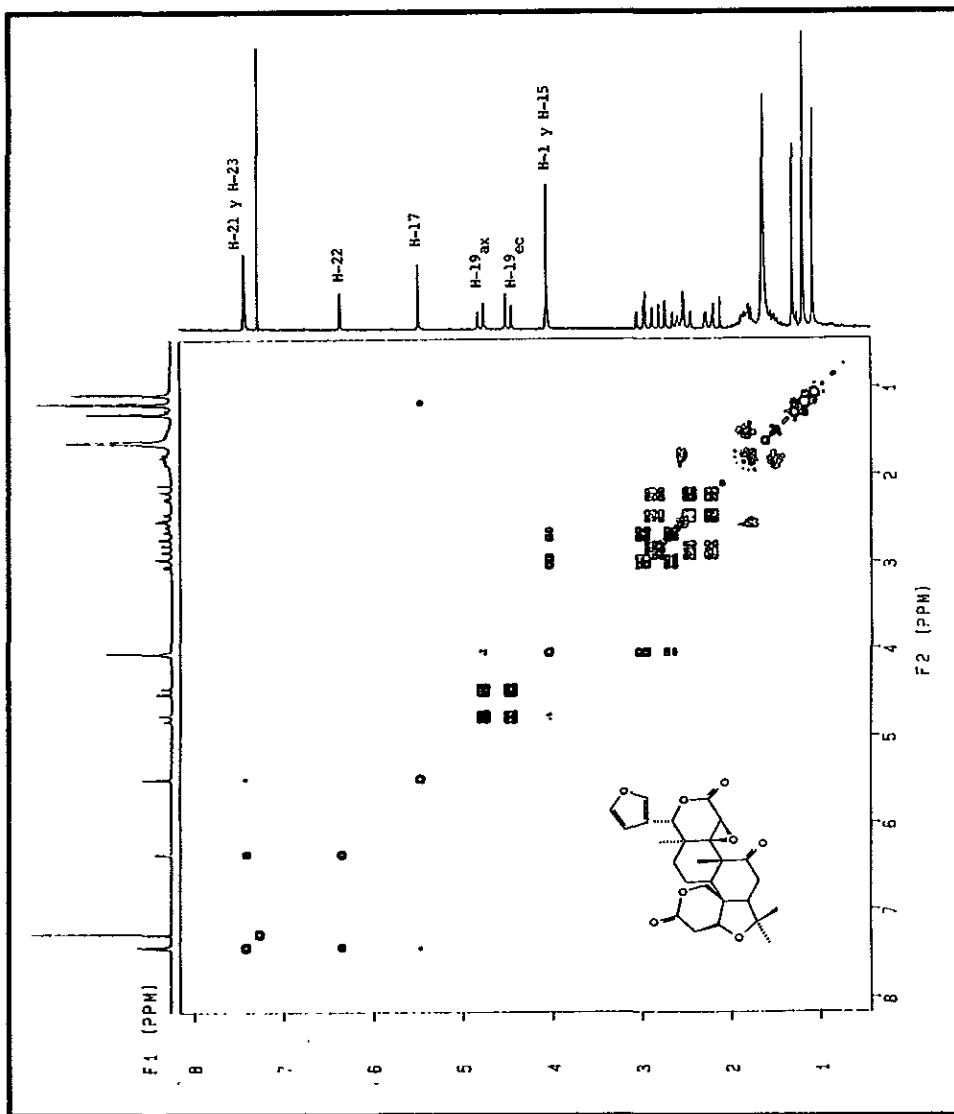 H-21 y H-23
H-22
H-17
H-19ax
H-19ec
H-1 y H-15
F1 (PPM)
8 7 6 5 4 3 2 1
F2 (PPM)
1
2
3
4
5
6
7
8
O
O
O
O
O
O
O
O